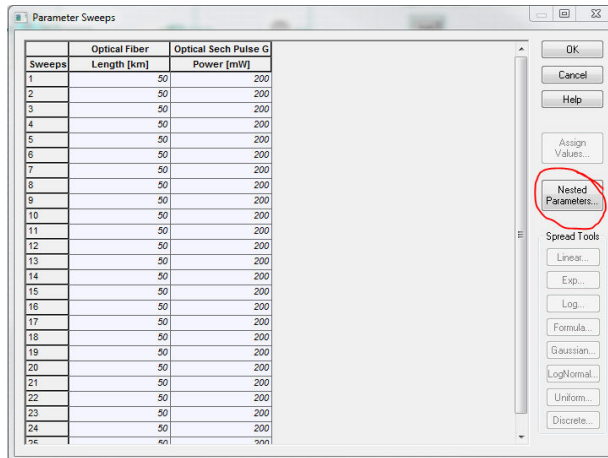 Parameter Sweeps
Optical Fiber Optical Sech Pulse G
Sweeps Length [km] Power [mW]
1 50 200
2 50 200
3 50 200
4 50 200
5 50 200
6 50 200
7 50 200
8 50 200
9 50 200
10 50 200
11 50 200
12 50 200
13 50 200
14 50 200
15 50 200
16 50 200
17 50 200
18 50 200
19 50 200
20 50 200
21 50 200
22 50 200
23 50 200
24 50 200
25 50 200
OK
Cancel
Help
Assign
Values...
Nested
Parameters...
Spread Tools
Linear...
Exp...
Log...
Formula...
Gaussian...
LogNormal...
Uniform...
Discrete...